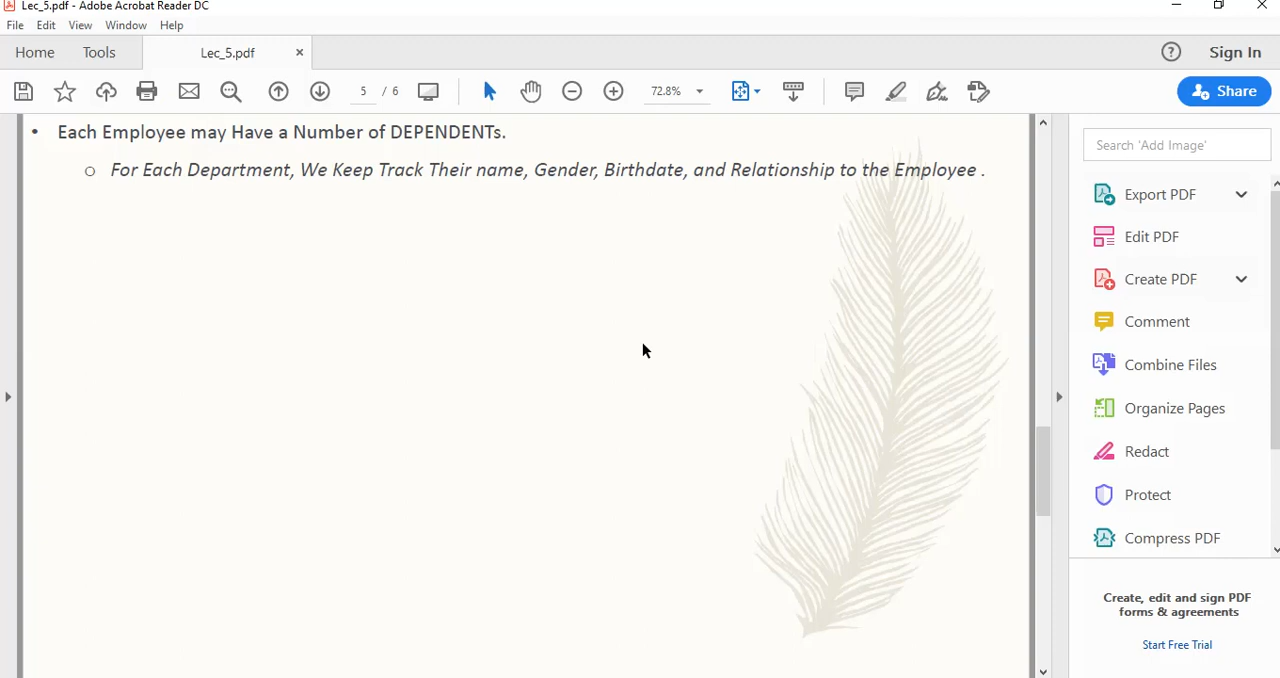 Lec_5.pdf - Adobe Acrobat Reader DC
File Edit View Window Help
Home Tools Lec_5.pdf × ? Sign In
5 / 6 72.8% Share
• Each Employee may Have a Number of DEPENDENTs.
o For Each Department, We Keep Track Their name, Gender, Birthdate, and Relationship to the Employee .
Search 'Add Image'
Export PDF
Edit PDF
Create PDF
Comment
Combine Files
Organize Pages
Redact
Protect
Compress PDF
Create, edit and sign PDF
forms & agreements
Start Free Trial